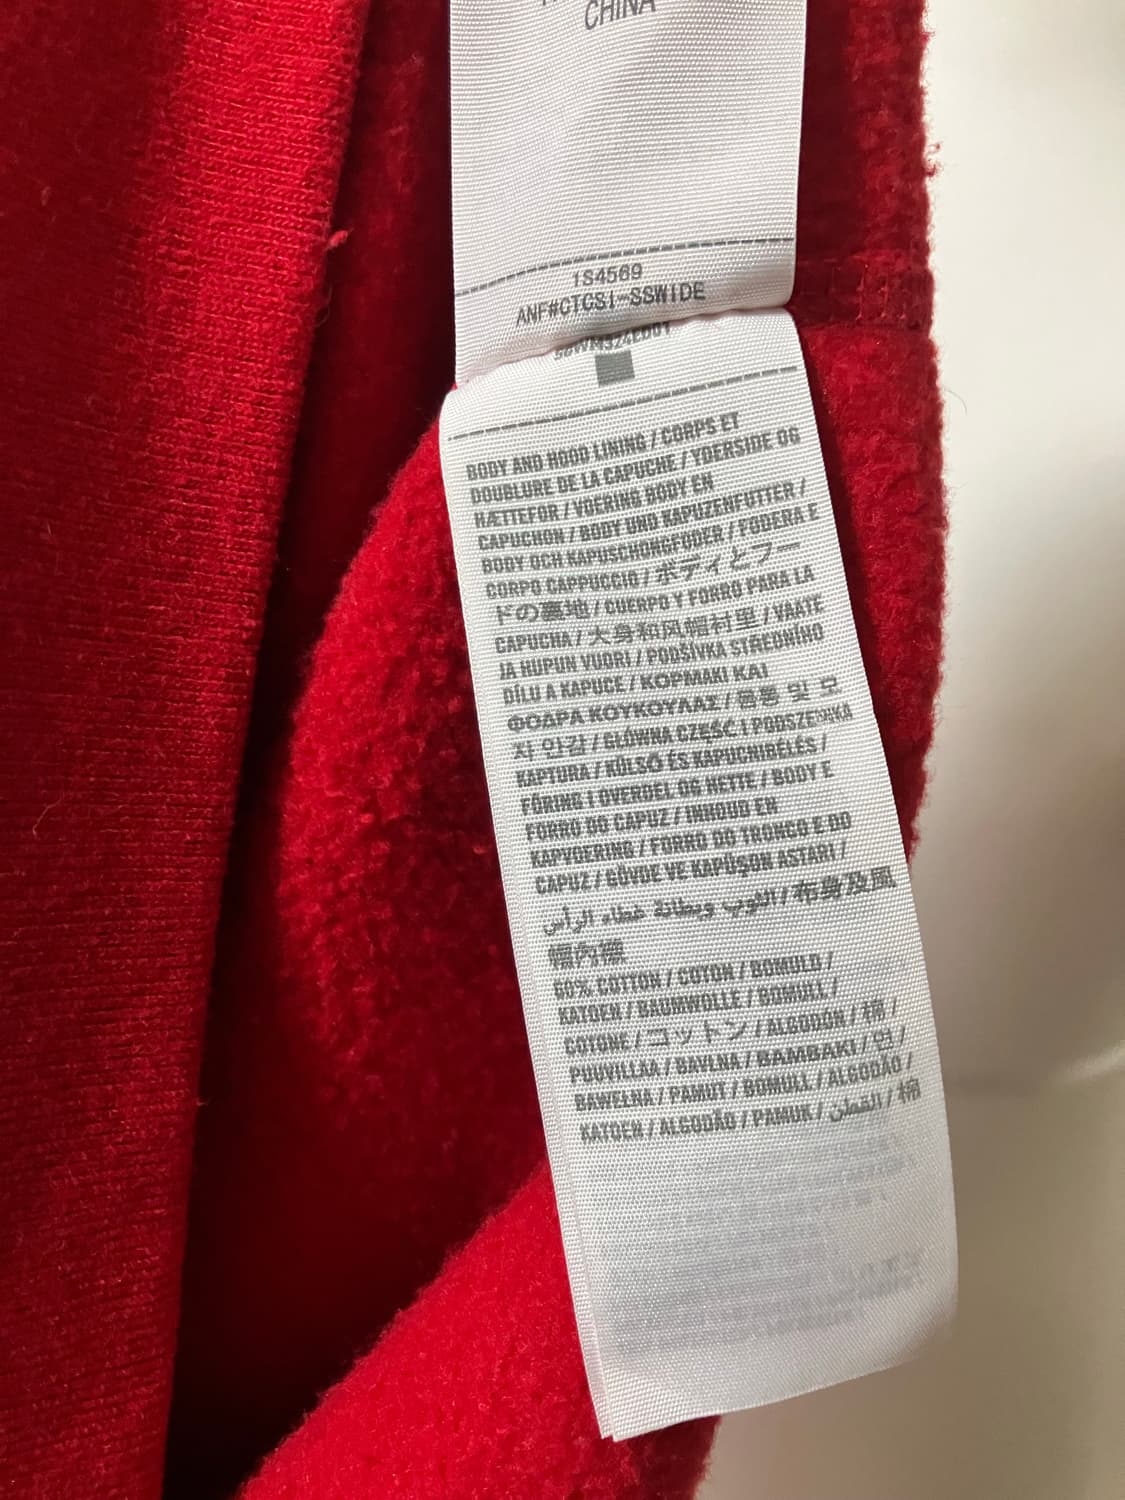 CHINA
1S4569
ANF#CTCSI-SSWIDE
BODY AND HOOD LINING / CORPS ET
DOUBLURE DE LA CAPUCHE / YDERSIDE OG
HÆTTEFOR / VOERING BODY EN
CAPUCHON / BODY UND KAPUZENFUTTER /
BODY OCH KAPUSCHONGFODER / FODERA E
CORPO CAPPUCCIO / ボディとフー
ドの裏地 / CUERPO Y FORRO PARA LA
CAPUCHA / 大身和风帽衬里 / VAATE
JA HUPUN VUORI / PODŠÍVKA STŘEDNÍHO
DÍLU A KAPUCE / ΚΟΡΜΑΚΙ ΚΑΙ
ΦΟΔΡΑ ΚΟΥΚΟΥΛΑΣ / 몸통 및 모
자 안감 / GŁÓWNA CZĘŚĆ I PODSZEWKA
KAPTURA / KÜLSŐ ÉS KAPUCNIBÉLÉS /
FÔRING I OVERDEL OG HETTE / BODY E
FORRO DO CAPUZ / INHOUD EN
KAPVOERING / FORRO DO TRONCO E DO
CAPUZ / GÖVDE VE KAPÜŞON ASTARI /
الثوب وبطانة غطاء الرأس / 布身及風
帽內裡
60% COTTON / COTON / BOMULD /
KATOEN / BAUMWOLLE / BOMULL /
COTONE / コットン / ALGODÓN / 棉 /
PUUVILLAA / BAVLNA / ΒΑΜΒΑΚΙ / 면 /
BAWEŁNA / PAMUT / BOMULL / ALGODÃO /
KATOEN / ALGODÃO / PAMUK / القطن / 棉